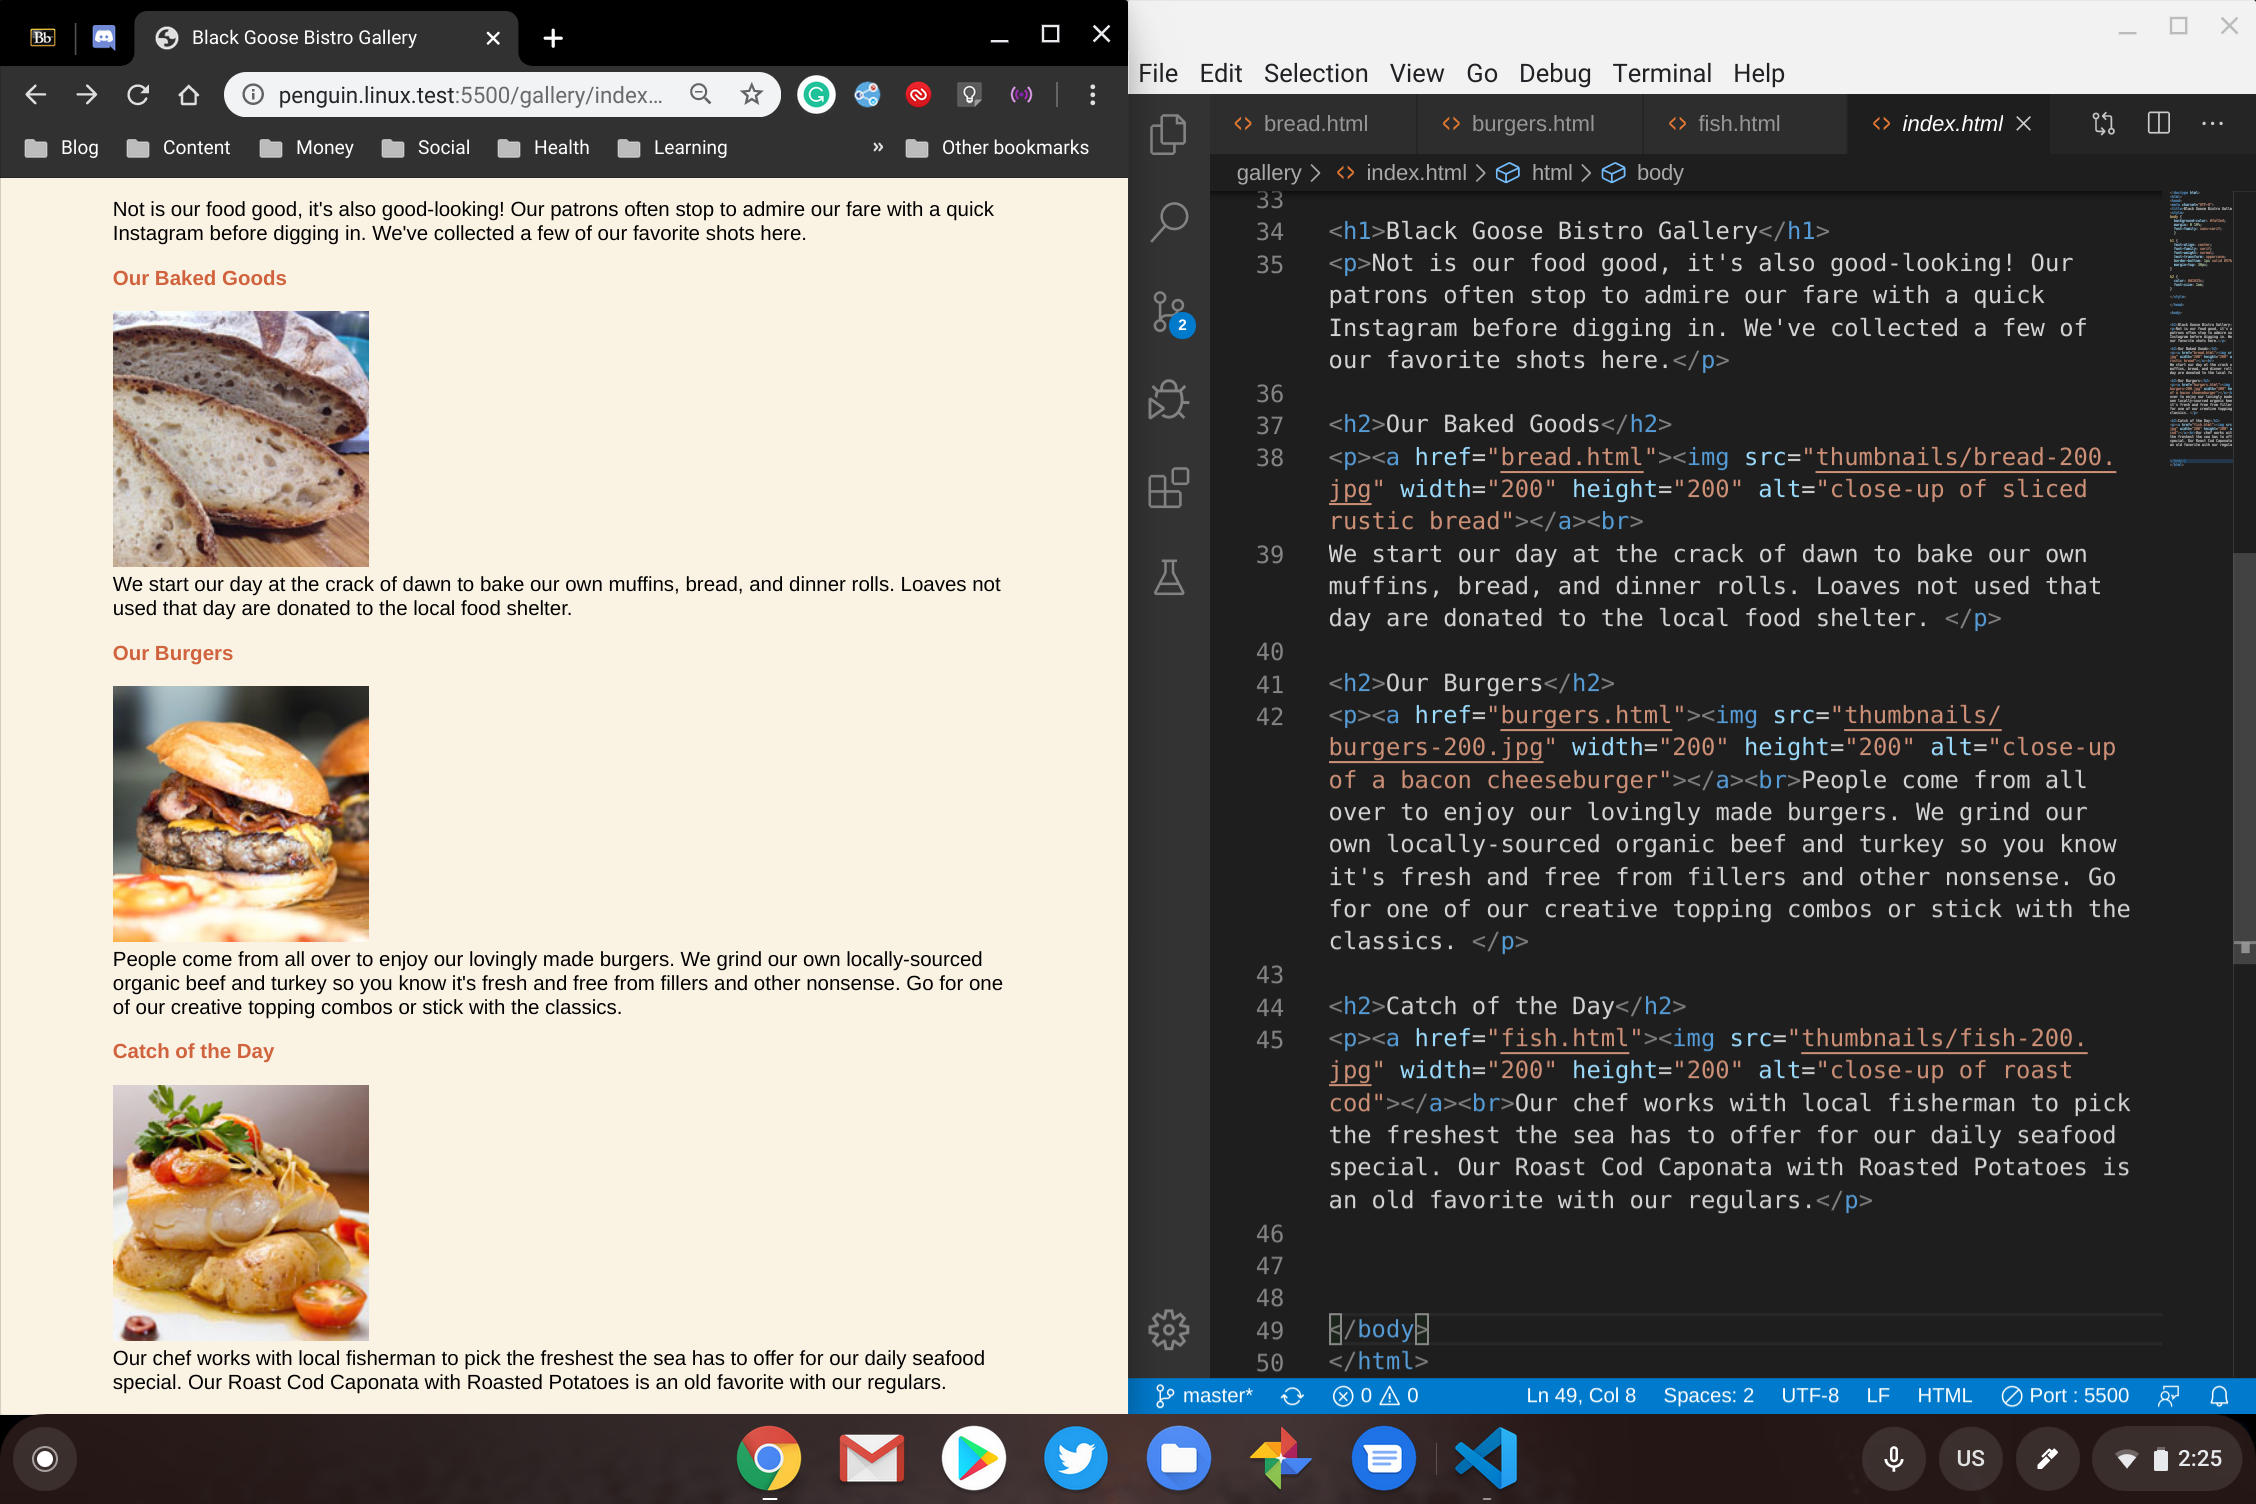 Bb
Black Goose Bistro Gallery
penguin.linux.test:5500/gallery/index...
Blog
Content
Money
Social
Health
Learning
»
Other bookmarks
Not is our food good, it's also good-looking! Our patrons often stop to admire our fare with a quick
Instagram before digging in. We've collected a few of our favorite shots here.
Our Baked Goods
We start our day at the crack of dawn to bake our own muffins, bread, and dinner rolls. Loaves not
used that day are donated to the local food shelter.
Our Burgers
People come from all over to enjoy our lovingly made burgers. We grind our own locally-sourced
organic beef and turkey so you know it's fresh and free from fillers and other nonsense. Go for one
of our creative topping combos or stick with the classics.
Catch of the Day
Our chef works with local fisherman to pick the freshest the sea has to offer for our daily seafood
special. Our Roast Cod Caponata with Roasted Potatoes is an old favorite with our regulars.
File Edit Selection View Go Debug Terminal Help
bread.html
burgers.html
fish.html
index.html
gallery > index.html > html > body
2
33
34 <h1>Black Goose Bistro Gallery</h1>
35 <p>Not is our food good, it's also good-looking! Our
patrons often stop to admire our fare with a quick
Instagram before digging in. We've collected a few of
our favorite shots here.</p>
36
37 <h2>Our Baked Goods</h2>
38 <p><a href="bread.html"><img src="thumbnails/bread-200.
jpg" width="200" height="200" alt="close-up of sliced
rustic bread"></a><br>
39 We start our day at the crack of dawn to bake our own
muffins, bread, and dinner rolls. Loaves not used that
day are donated to the local food shelter. </p>
40
41 <h2>Our Burgers</h2>
42 <p><a href="burgers.html"><img src="thumbnails/
burgers-200.jpg" width="200" height="200" alt="close-up
of a bacon cheeseburger"></a><br>People come from all
over to enjoy our lovingly made burgers. We grind our
own locally-sourced organic beef and turkey so you know
it's fresh and free from fillers and other nonsense. Go
for one of our creative topping combos or stick with the
classics. </p>
43
44 <h2>Catch of the Day</h2>
45 <p><a href="fish.html"><img src="thumbnails/fish-200.
jpg" width="200" height="200" alt="close-up of roast
cod"></a><br>Our chef works with local fisherman to pick
the freshest the sea has to offer for our daily seafood
special. Our Roast Cod Caponata with Roasted Potatoes is
an old favorite with our regulars.</p>
46
47
48
49 </body>
50 </html>
master*
0
0
Ln 49, Col 8
Spaces: 2
UTF-8
LF
HTML
Port : 5500
US
2:25